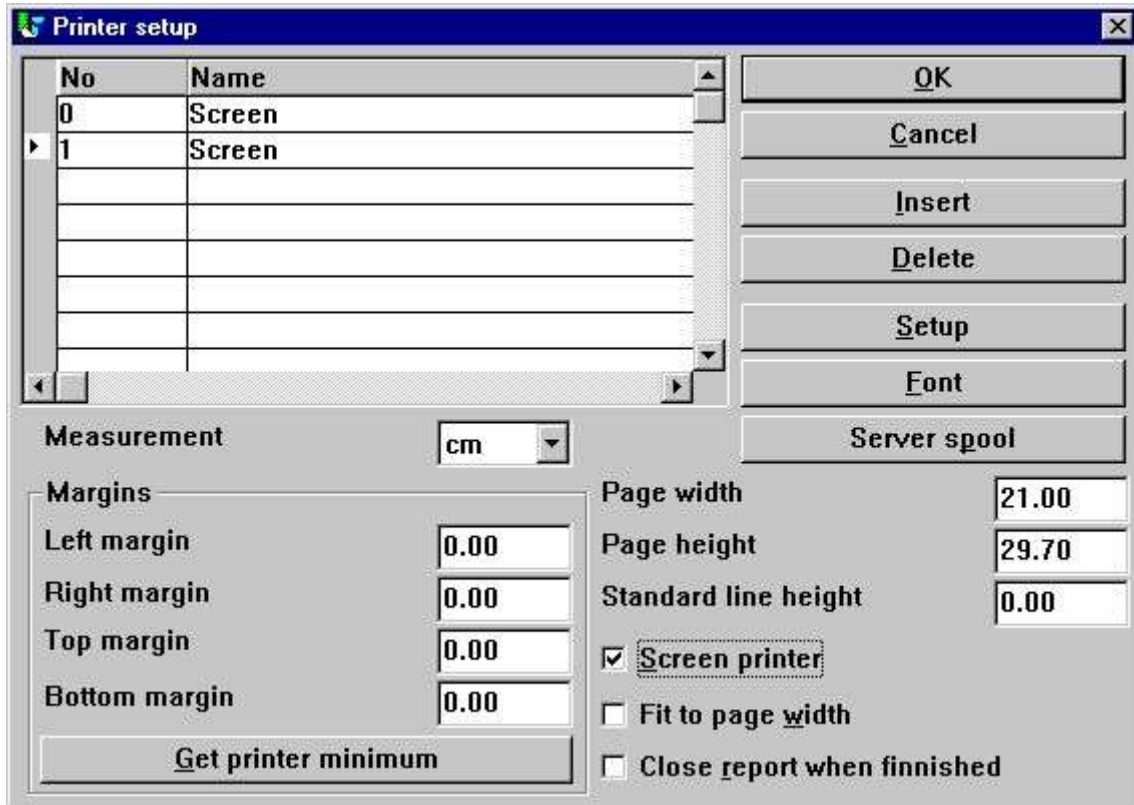 Printer setup
No Name
0 Screen
1 Screen
OK
Cancel
Insert
Delete
Setup
Font
Server spool
Measurement cm
Margins
Left margin 0.00
Right margin 0.00
Top margin 0.00
Bottom margin 0.00
Get printer minimum
Page width 21.00
Page height 29.70
Standard line height 0.00
Screen printer
Fit to page width
Close report when finnished